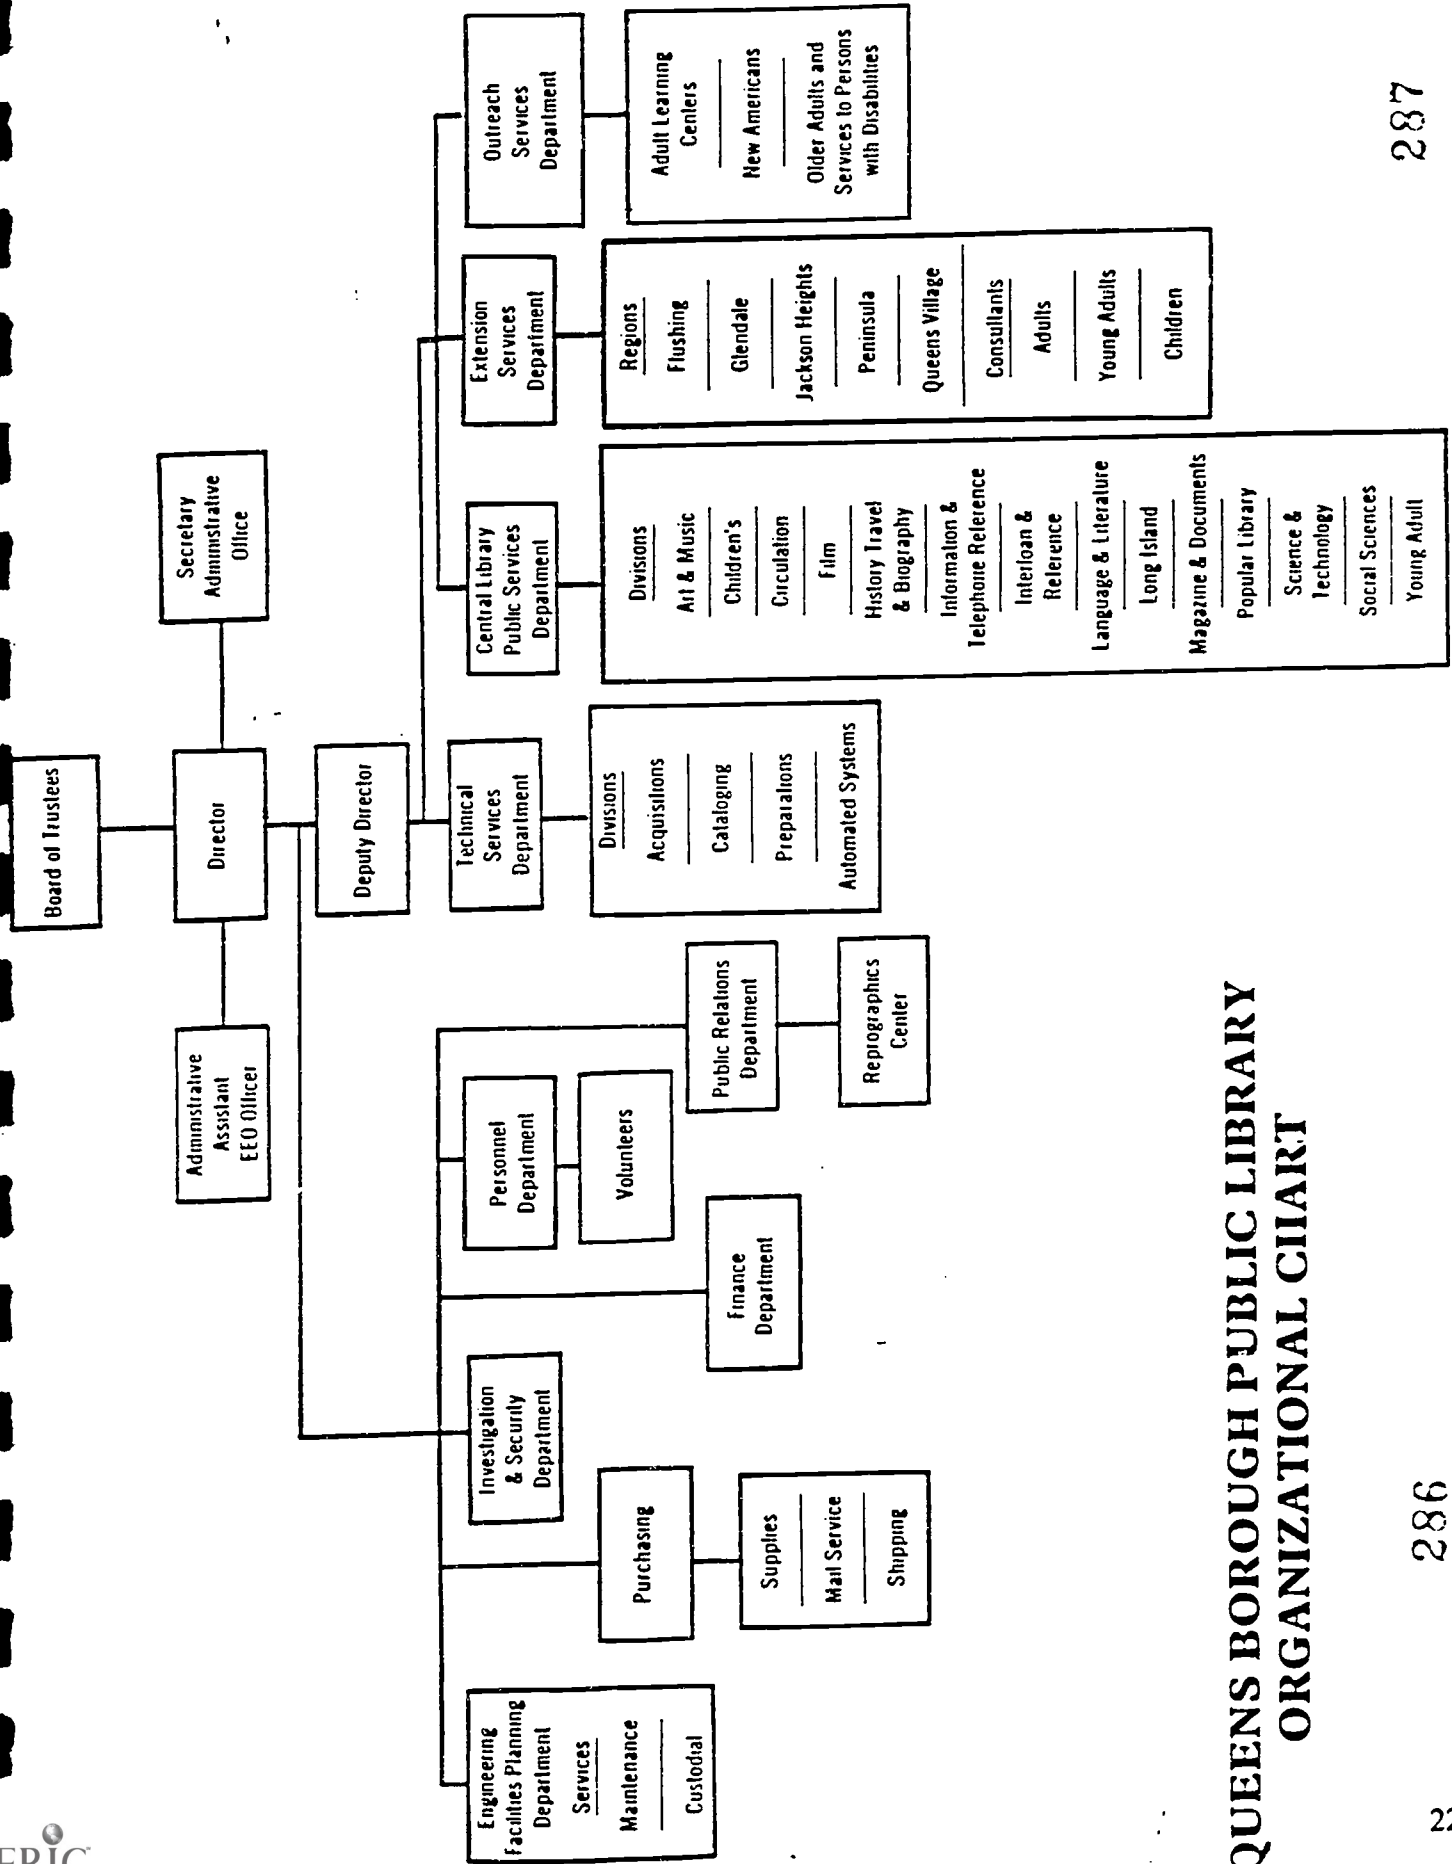 Board of Trustees
Administrative
Assistant
EEO Officer
Director
Secretary
Administrative
Office
Deputy Director
Engineering
Facilities Planning
Department
Services
Maintenance
Custodial
Purchasing
Supplies
Mail Service
Shipping
Investigation
& Security
Department
Finance
Department
Personnel
Department
Volunteers
Public Relations
Department
Reprographics
Center
Technical
Services
Department
Divisions
Acquisitions
Cataloging
Preparations
Automated Systems
Central Library
Public Services
Department
Divisions
Art & Music
Children's
Circulation
Film
History Travel
& Biography
Information &
Telephone Reference
Interloan &
Reference
Language & Literature
Long Island
Magazine & Documents
Popular Library
Science &
Technology
Social Sciences
Young Adult
Extension
Services
Department
Regions
Flushing
Glendale
Jackson Heights
Peninsula
Queens Village
Consultants
Adults
Young Adults
Children
Outreach
Services
Department
Adult Learning
Centers
New Americans
Older Adults and
Services to Persons
with Disabilities
QUEENS BOROUGH PUBLIC LIBRARY
ORGANIZATIONAL CHART
286
287
ERIC